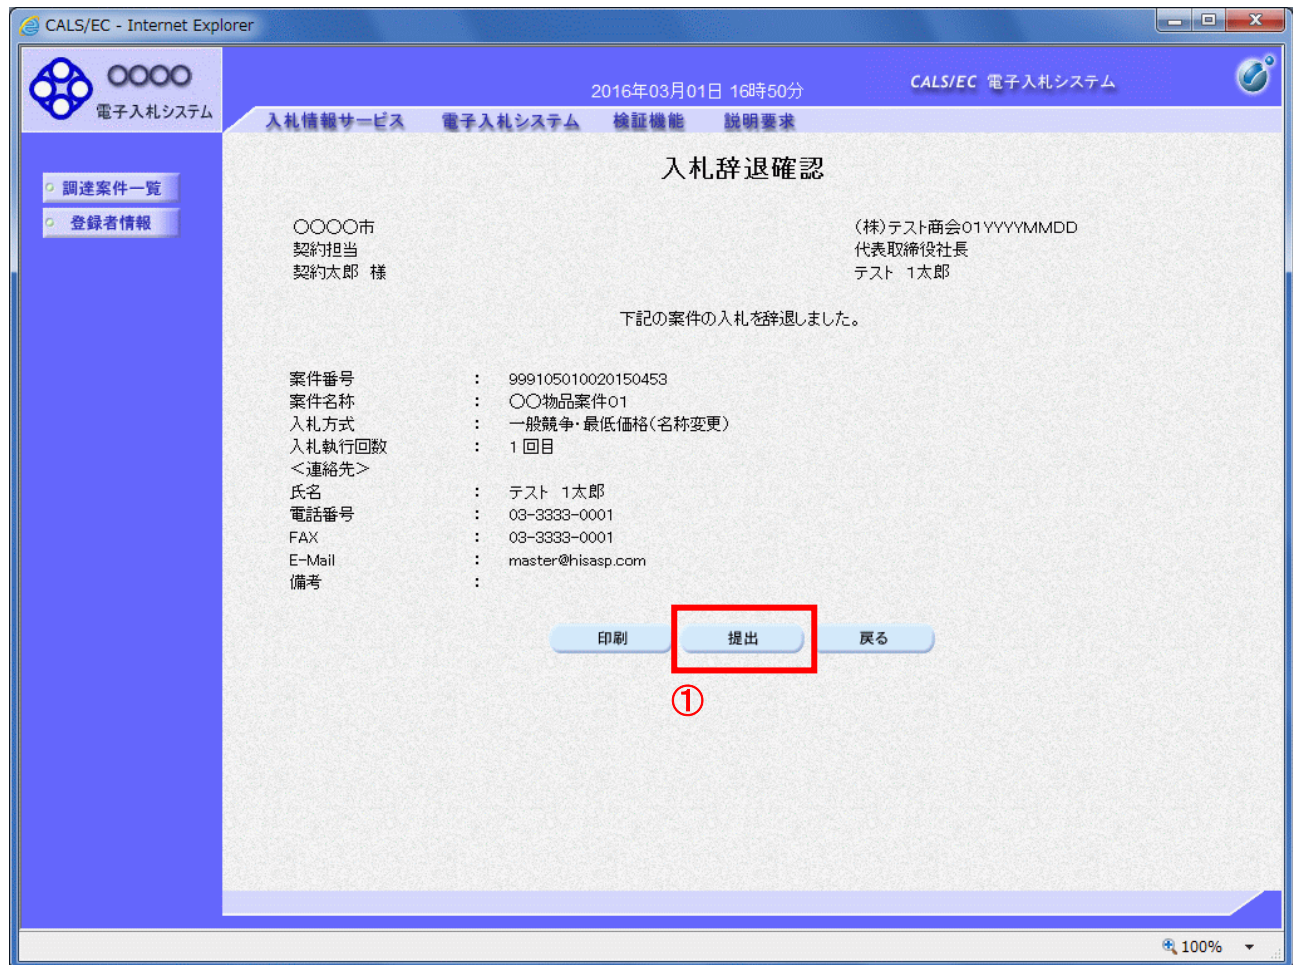 CALS/EC - Internet Explorer
〇〇〇〇
電子入札システム
2016年03月01日 16時50分
CALS/EC 電子入札システム
入札情報サービス 電子入札システム 検証機能 説明要求
調達案件一覧
登録者情報
入札辞退確認
〇〇〇〇市
契約担当
契約太郎 様
(株)テスト商会01YYYYMMDD
代表取締役社長
テスト 1太郎
下記の案件の入札を辞退しました。
案件番号 : 999105010020150453
案件名称 : 〇〇物品案件01
入札方式 : 一般競争・最低価格(名称変更)
入札執行回数 : 1回目
<連絡先>
氏名 : テスト 1太郎
電話番号 : 03-3333-0001
FAX : 03-3333-0001
E-Mail : master@hisasp.com
備考 :
印刷 提出 戻る
①
100%